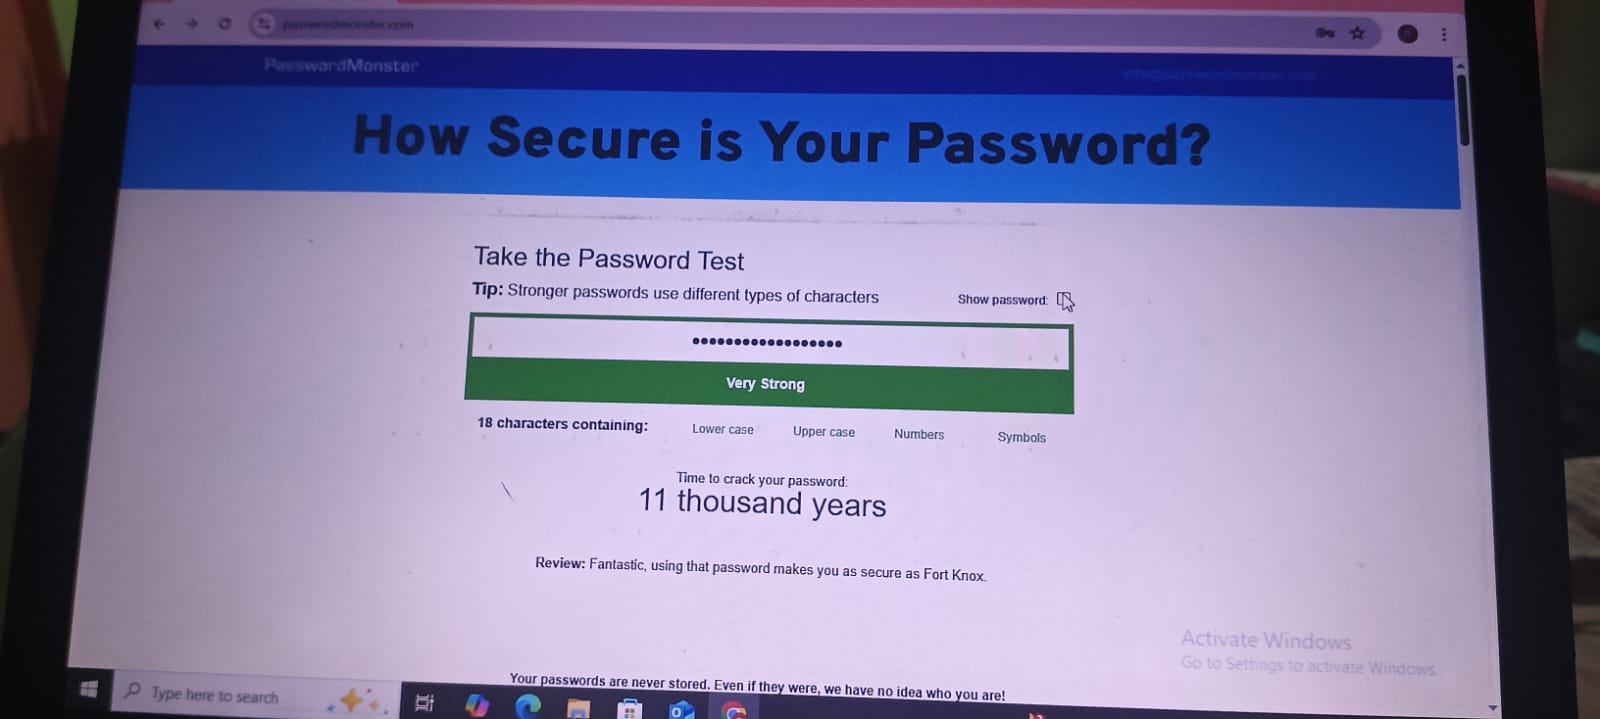 passwordmonster.com
PasswordMonster
info@passwordmonster.com
How Secure is Your Password?
Take the Password Test
Tip: Stronger passwords use different types of characters
Show password:
••••••••••••••••••
Very Strong
18 characters containing:
Lower case
Upper case
Numbers
Symbols
Time to crack your password:
11 thousand years
Review: Fantastic, using that password makes you as secure as Fort Knox.
Activate Windows
Go to Settings to activate Windows.
Your passwords are never stored. Even if they were, we have no idea who you are!
Type here to search